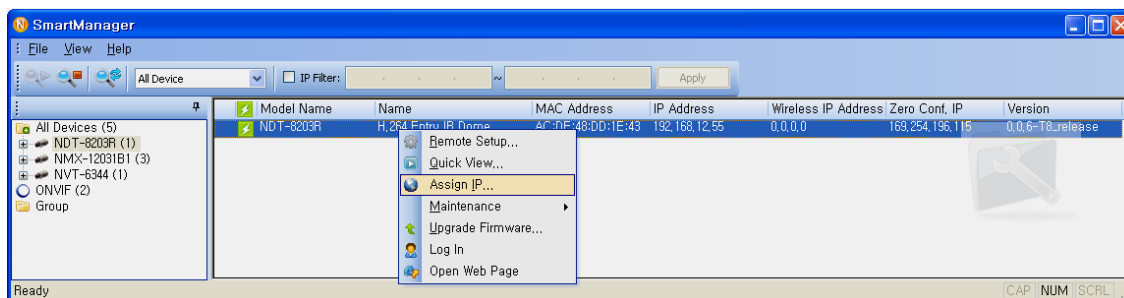 SmartManager
File View Help
All Device IP Filter: . . . ~ . . . Apply
Model Name Name MAC Address IP Address Wireless IP Address Zero Conf, IP Version
NDT-8203R H,264 Entry IR Dome AC:DE:48:DD:1E:43 192,168,12,55 0,0,0,0 169,254,196,115 0,0,6-T8_release
All Devices (5)
NDT-8203R (1)
NMX-12031B1 (3)
NVT-6344 (1)
ONVIF (2)
Group
Remote Setup...
Quick View...
Assign IP...
Maintenance
Upgrade Firmware...
Log In
Open Web Page
Ready CAP NUM SCRL